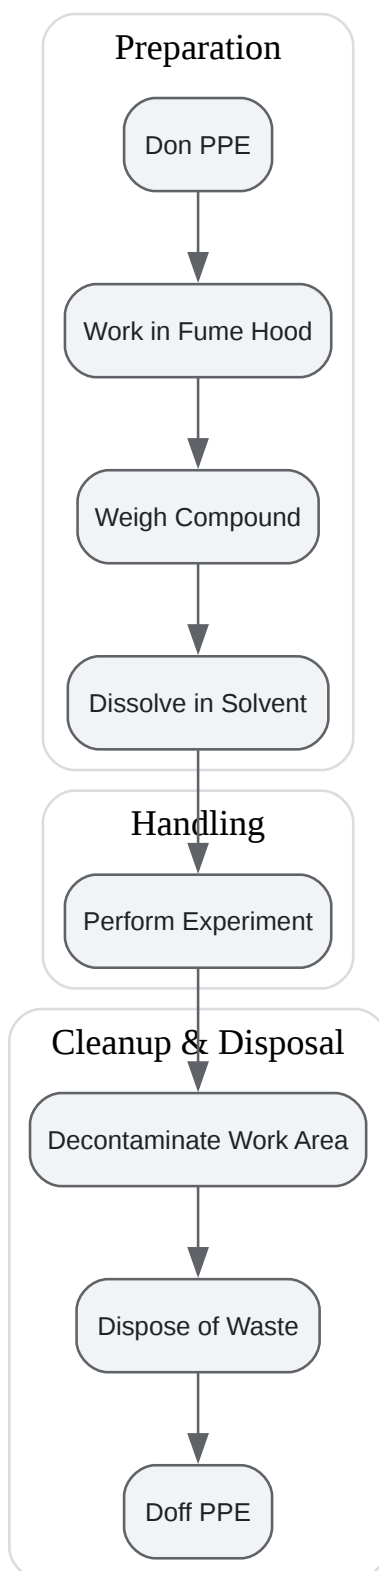 Preparation
Don PPE
Work in Fume Hood
Weigh Compound
Dissolve in Solvent
Handling
Perform Experiment
Cleanup & Disposal
Decontaminate Work Area
Dispose of Waste
Doff PPE